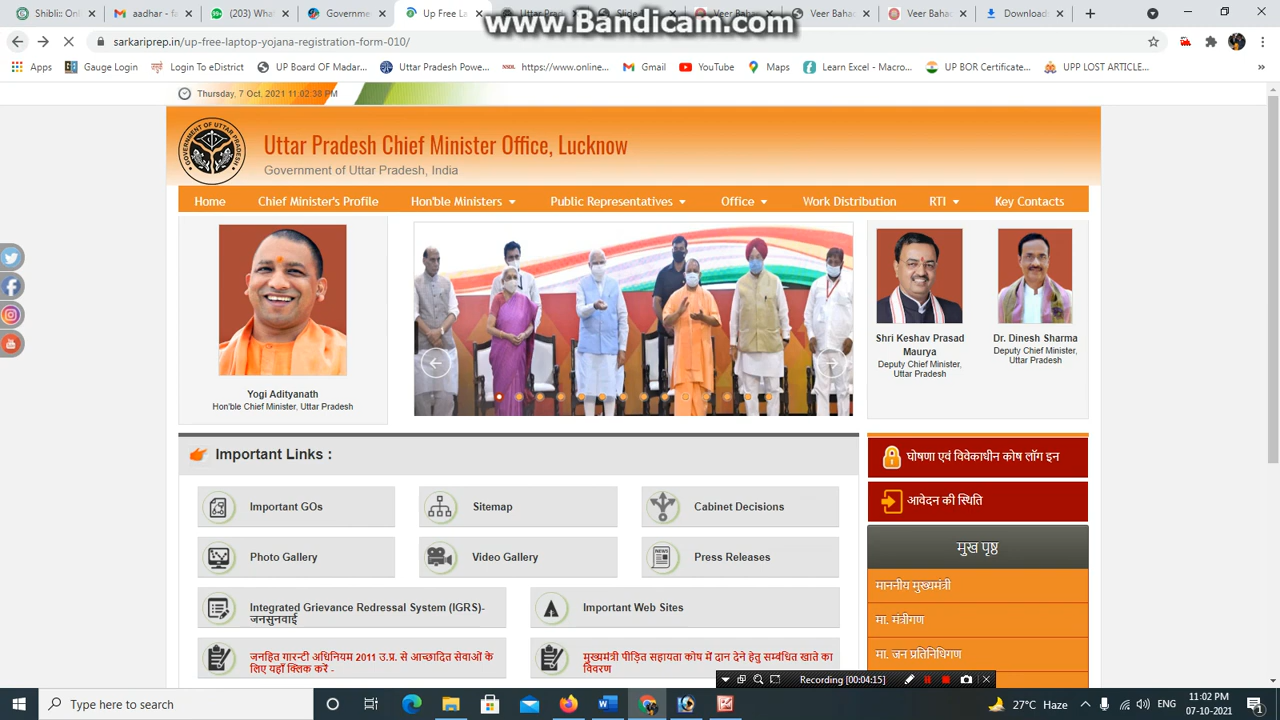 Shibli:
(203)
Free La
Up Free
Slide
Veer Bahe
Veer Baha
Download
www.Bandicam.com
sarkariprep.in/up-free-laptop-yojana-registration-form-010/
Apps
Gauge Login
Login To eDistrict
UP Board OF Madar...
Uttar Pradesh Powe...
NSDL
https://www.online...
Gmail
YouTube
Maps
Learn Excel - Macro...
UP BOR Certificate...
UPP LOST ARTICLE...
»
Thursday, 7 Oct. 2021 11:02:38 PM
Uttar Pradesh Chief Minister Office, Lucknow
Government of Uttar Pradesh, India
Home
Chief Minister's Profile
Hon'ble Ministers
Public Representatives
Office
Work Distribution
RTI
Key Contacts
Yogi Adityanath
Hon'ble Chief Minister, Uttar Pradesh
Shri Keshav Prasad
Maurya
Deputy Chief Minister,
Uttar Pradesh
Dr. Dinesh Sharma
Deputy Chief Minister,
Uttar Pradesh
Important Links :
Important GOs
Sitemap
Cabinet Decisions
Photo Gallery
Video Gallery
Press Releases
Integrated Grievance Redressal System (IGRS)-
जनसुनवाई
Important Web Sites
जनहित गारन्टी अधिनियम 2011 उ.प्र. से आच्छादित सेवाओं के
लिए यहाँ क्लिक करें -
मुख्यमंत्री पीड़ित सहायता कोष में दान देने हेतु सम्बंधित खाते का
विवरण
घोषणा एवं विवेकाधीन कोष लॉग इन
आवेदन की स्थिति
मुख पृष्ठ
माननीय मुख्यमंत्री
मा. मंत्रीगण
मा. जन प्रतिनिधिगण
Recording [00:04:15]
Type here to search
27°C Haze
11:02 PM
07-10-2021